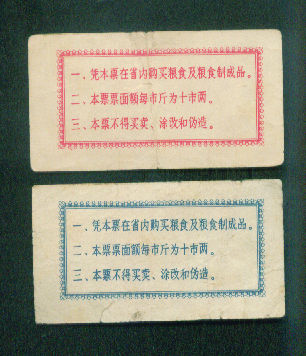 一、凭本票在省内购买粮食及粮食制成品。
二、本票票面额每市斤为十市两。
三、本票不得买卖、涂改和伪造。
一、凭本票在省内购买粮食及粮食制成品。
二、本票票面额每市斤为十市两。
三、本票不得买卖、涂改和伪造。